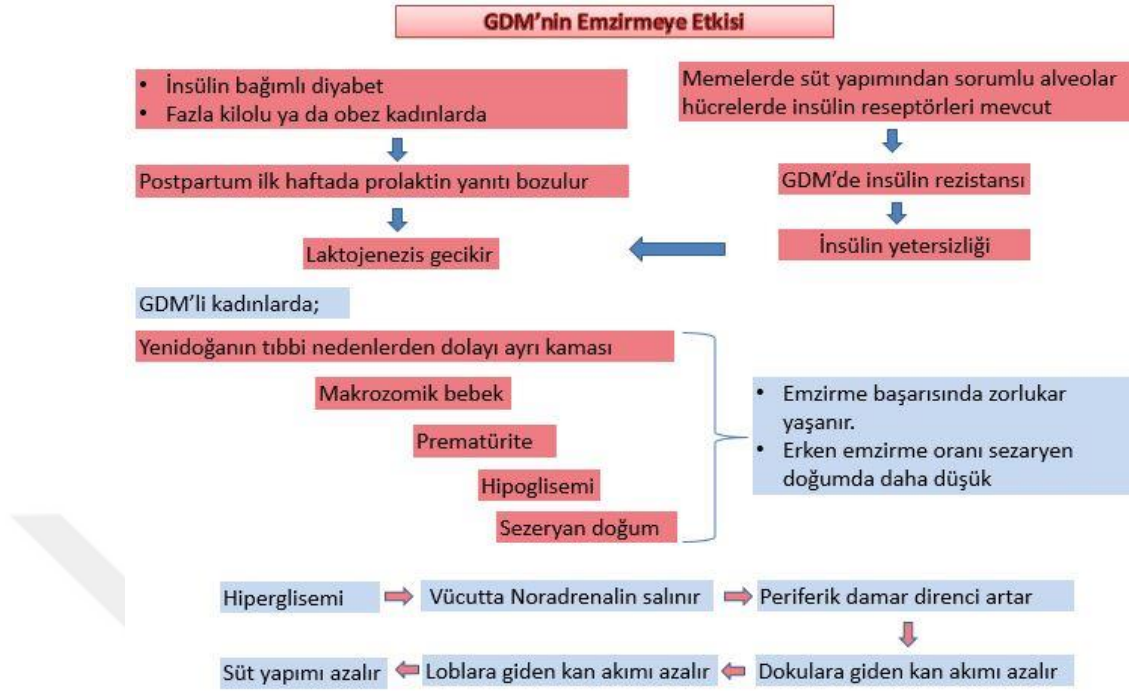 GDM'nin Emzirmeye Etkisi
• İnsülin bağımlı diyabet
• Fazla kilolu ya da obez kadınlarda
Postpartum ilk haftada prolaktin yanıtı bozulur
Laktojenezis gecikir
Memelerde süt yapımından sorumlu alveolar
hücrelerde insülin reseptörleri mevcut
GDM'de insülin rezistansı
İnsülin yetersizliği
GDM'li kadınlarda;
Yenidoğanın tıbbi nedenlerden dolayı ayrı kaması
Makrozomik bebek
Prematürite
Hipoglisemi
Sezeryan doğum
• Emzirme başarısında zorlukar
yaşanır.
• Erken emzirme oranı sezaryen
doğumda daha düşük
Hiperglisemi
Vücutta Noradrenalin salınır
Periferik damar direnci artar
Dokulara giden kan akımı azalır
Loblara giden kan akımı azalır
Süt yapımı azalır